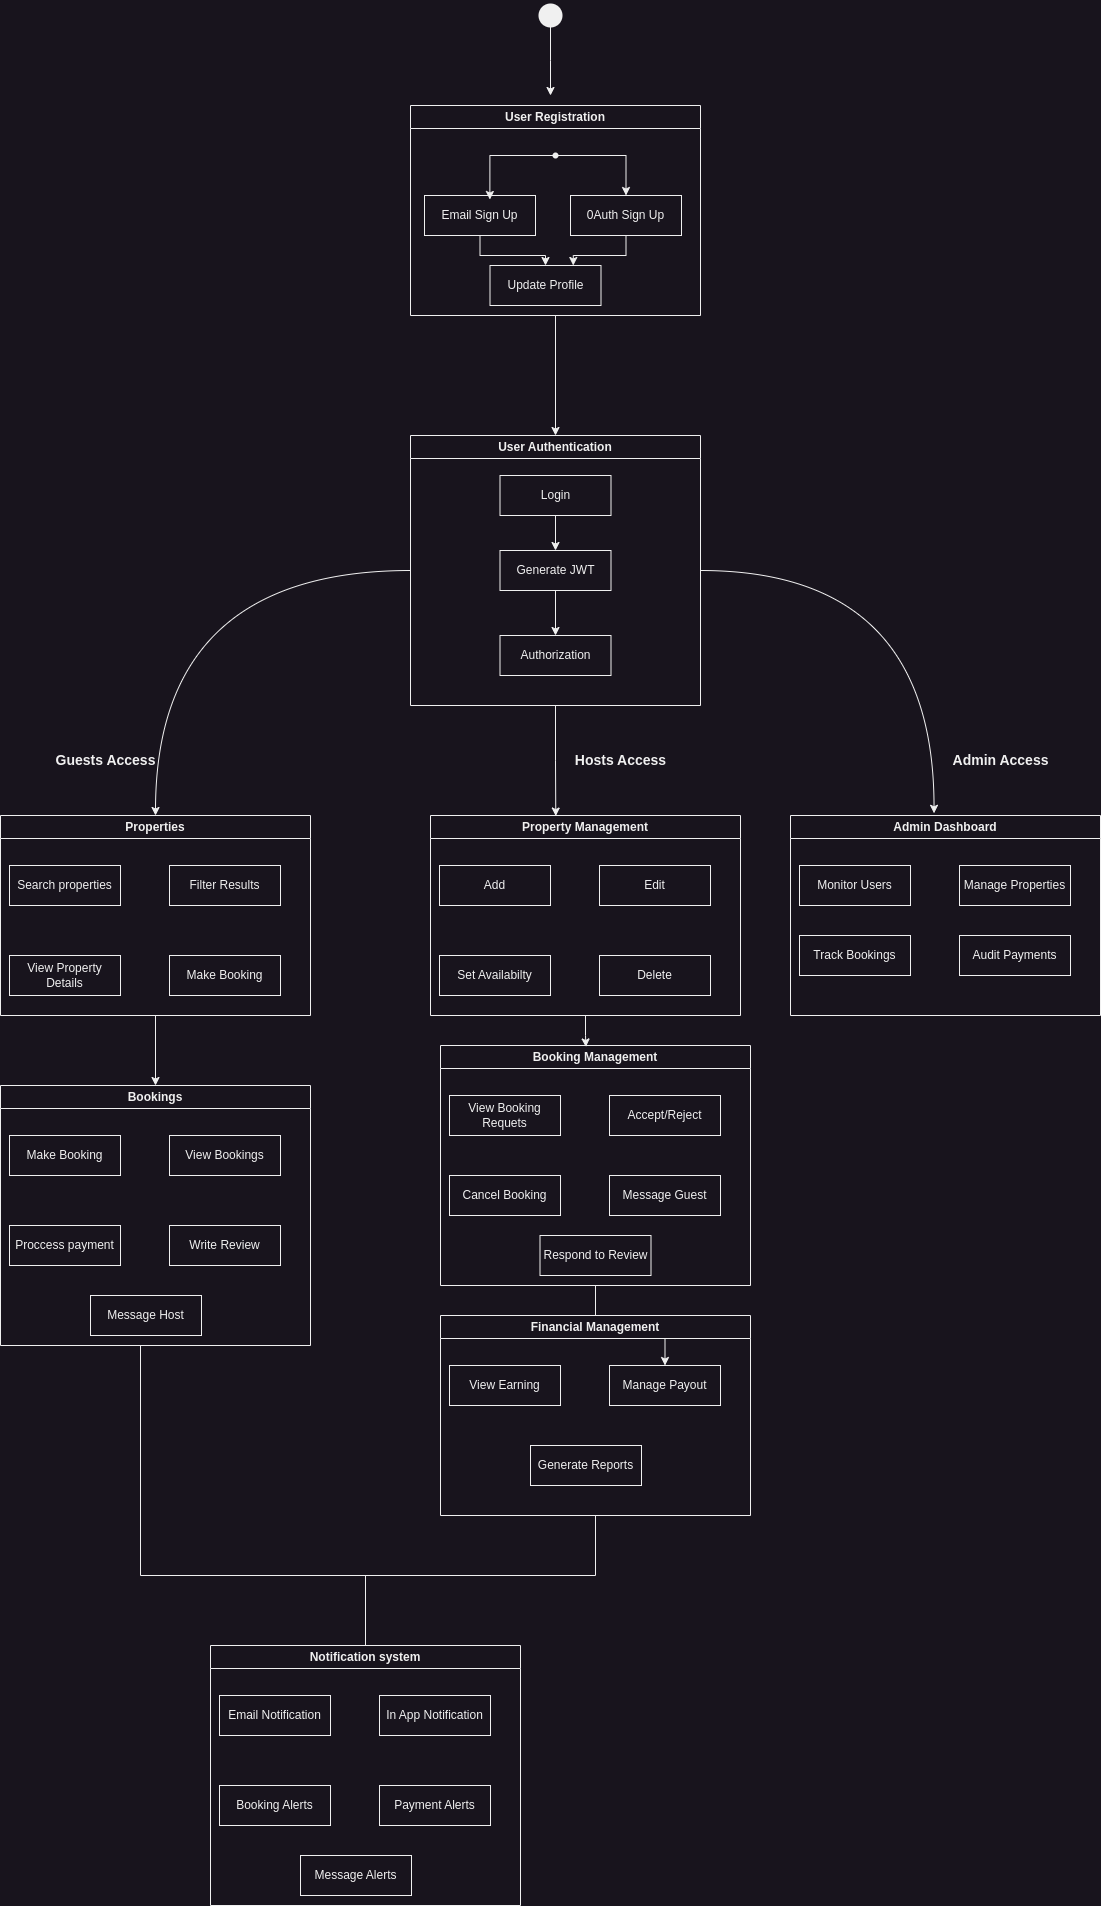 User Registration
Email Sign Up
0Auth Sign Up
Update Profile
User Authentication
Login
Generate JWT
Authorization
Guests Access
Hosts Access
Admin Access
Properties
Search properties
Filter Results
View Property
Details
Make Booking
Property Management
Add
Edit
Set Availabilty
Delete
Admin Dashboard
Monitor Users
Manage Properties
Track Bookings
Audit Payments
Bookings
Make Booking
View Bookings
Proccess payment
Write Review
Message Host
Booking Management
View Booking
Requets
Accept/Reject
Cancel Booking
Message Guest
Respond to Review
Financial Management
View Earning
Manage Payout
Generate Reports
Notification system
Email Notification
In App Notification
Booking Alerts
Payment Alerts
Message Alerts